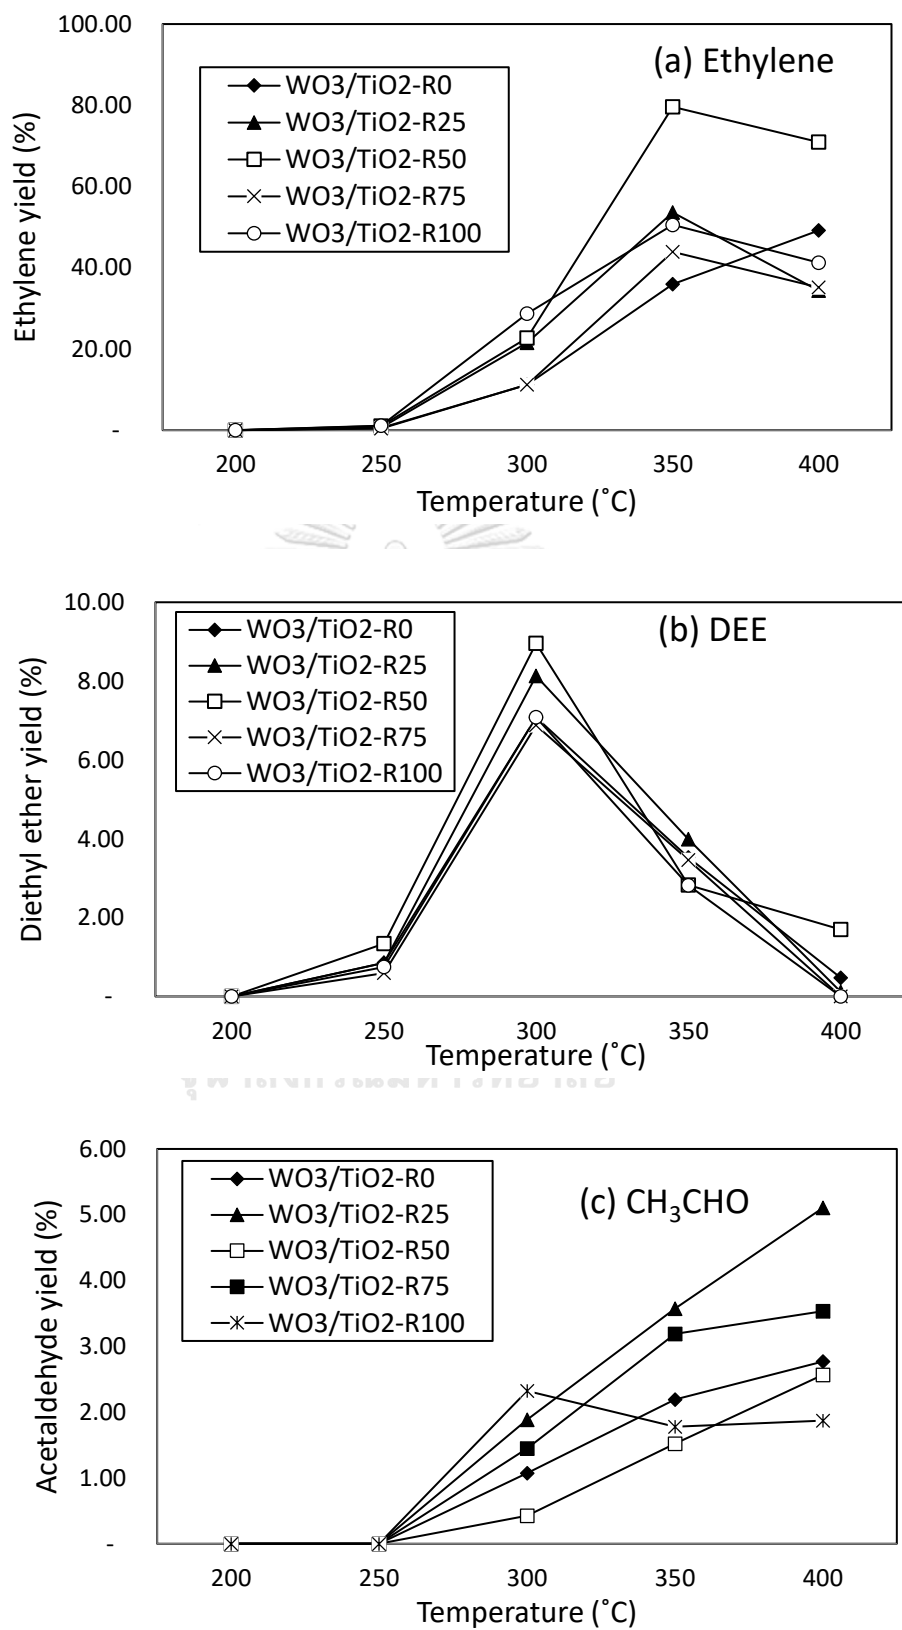 100.00
80.00
60.00
40.00
20.00
-
Ethylene yield (%)
(a) Ethylene
WO3/TiO2-R0
WO3/TiO2-R25
WO3/TiO2-R50
WO3/TiO2-R75
WO3/TiO2-R100
200 250 300 350 400
Temperature (˚C)
10.00
8.00
6.00
4.00
2.00
-
Diethyl ether yield (%)
(b) DEE
WO3/TiO2-R0
WO3/TiO2-R25
WO3/TiO2-R50
WO3/TiO2-R75
WO3/TiO2-R100
200 250 300 350 400
Temperature (˚C)
6.00
5.00
4.00
3.00
2.00
1.00
-
Acetaldehyde yield (%)
(c) CH₃CHO
WO3/TiO2-R0
WO3/TiO2-R25
WO3/TiO2-R50
WO3/TiO2-R75
WO3/TiO2-R100
200 250 300 350 400
Temperature (˚C)